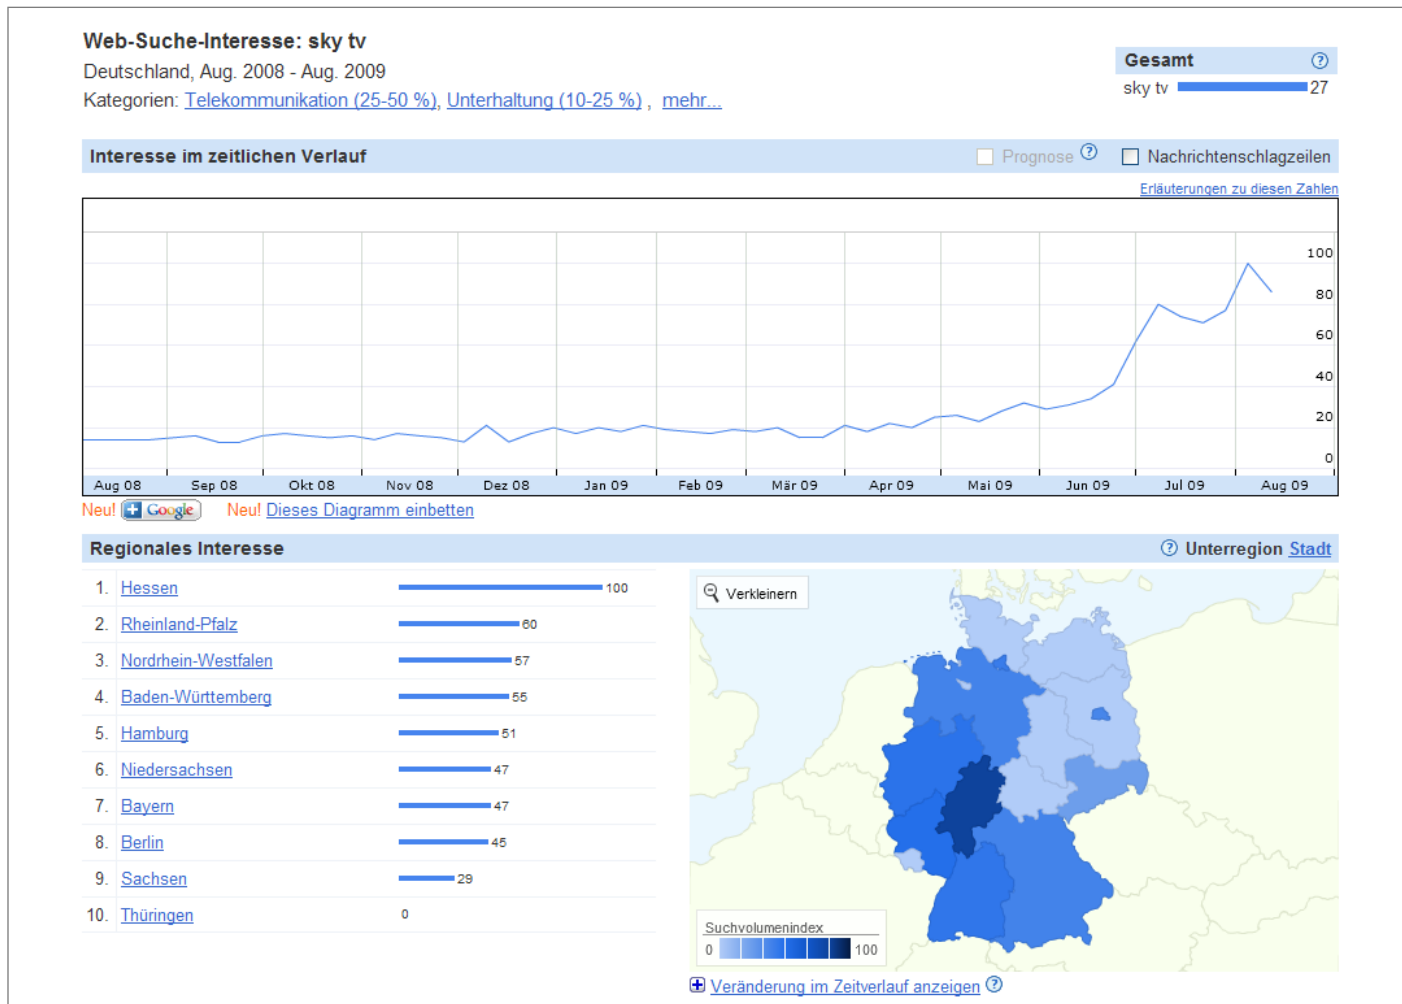 Web-Suche-Interesse: sky tv
Deutschland, Aug. 2008 - Aug. 2009
Kategorien: Telekommunikation (25-50 %), Unterhaltung (10-25 %) , mehr...
Gesamt ?
sky tv 27
Interesse im zeitlichen Verlauf
Prognose ? Nachrichtenschlagzeilen
Erläuterungen zu diesen Zahlen
100
80
60
40
20
0
Aug 08 Sep 08 Okt 08 Nov 08 Dez 08 Jan 09 Feb 09 Mär 09 Apr 09 Mai 09 Jun 09 Jul 09 Aug 09
Neu! + Google Neu! Dieses Diagramm einbetten
Regionales Interesse
? Unterregion Stadt
1. Hessen 100
2. Rheinland-Pfalz 60
3. Nordrhein-Westfalen 57
4. Baden-Württemberg 55
5. Hamburg 51
6. Niedersachsen 47
7. Bayern 47
8. Berlin 45
9. Sachsen 29
10. Thüringen 0
Verkleinern
Suchvolumenindex
0 100
Veränderung im Zeitverlauf anzeigen ?